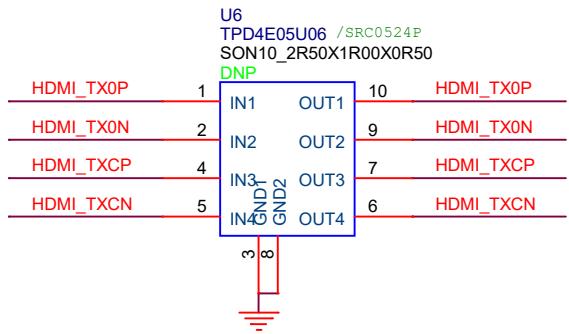 U6
TPD4E05U06 /SRC0524P
SON10_2R50X1R00X0R50
DNP
HDMI_TX0P 1 IN1 OUT1 10 HDMI_TX0P
HDMI_TX0N 2 IN2 OUT2 9 HDMI_TX0N
HDMI_TXCP 4 IN3 OUT3 7 HDMI_TXCP
HDMI_TXCN 5 IN4 OUT4 6 HDMI_TXCN
GND1
GND2
3
8